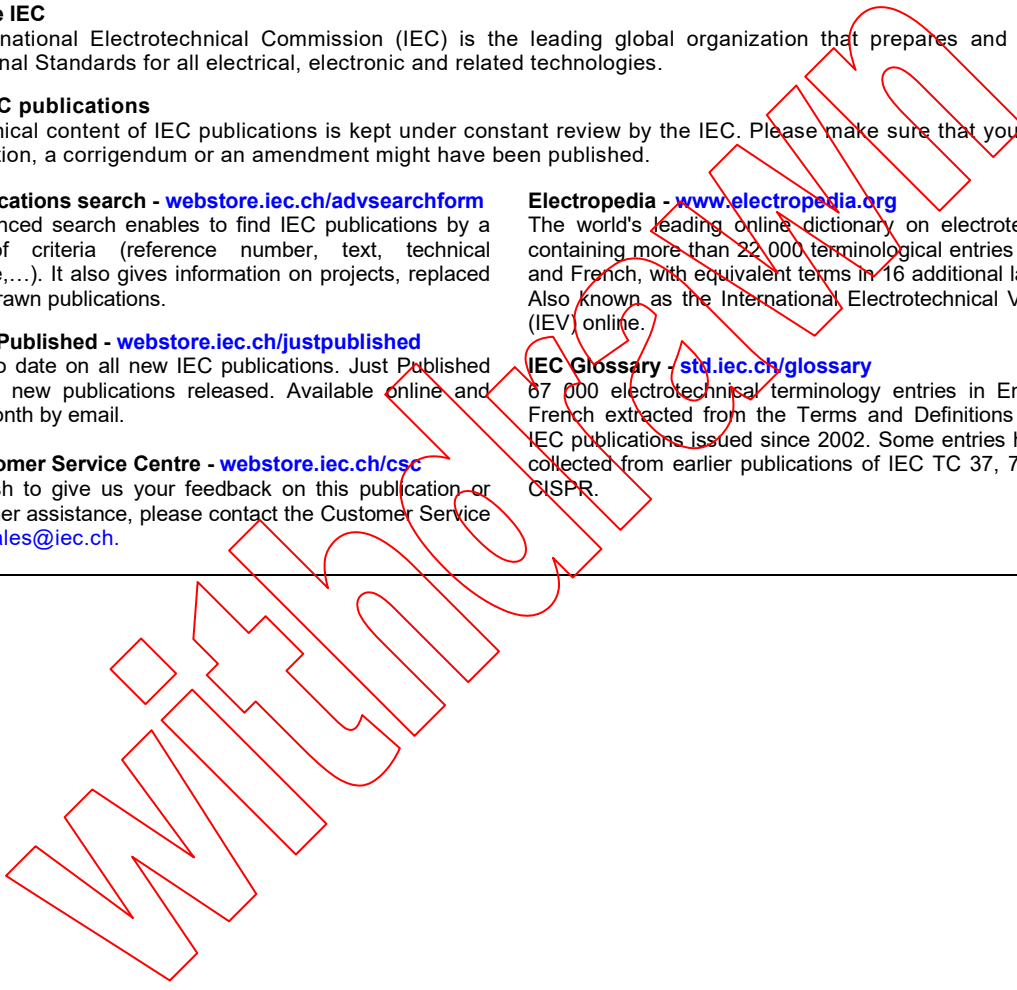 e IEC
national Electrotechnical Commission (IEC) is the leading global organization that prepares and
nal Standards for all electrical, electronic and related technologies.
C publications
nical content of IEC publications is kept under constant review by the IEC. Please make sure that you
tion, a corrigendum or an amendment might have been published.
cations search - webstore.iec.ch/advsearchform
nced search enables to find IEC publications by a
of criteria (reference number, text, technical
e,…). It also gives information on projects, replaced
drawn publications.
Published - webstore.iec.ch/justpublished
o date on all new IEC publications. Just Published
new publications released. Available online and
onth by email.
omer Service Centre - webstore.iec.ch/csc
sh to give us your feedback on this publication or
her assistance, please contact the Customer Service
ales@iec.ch.
Electropedia - www.electropedia.org
The world's leading online dictionary on electrote
containing more than 22 000 terminological entries
and French, with equivalent terms in 16 additional la
Also known as the International Electrotechnical V
(IEV) online.
IEC Glossary - std.iec.ch/glossary
67 000 electrotechnical terminology entries in En
French extracted from the Terms and Definitions
IEC publications issued since 2002. Some entries h
collected from earlier publications of IEC TC 37, 7
CISPR.
withdrawn